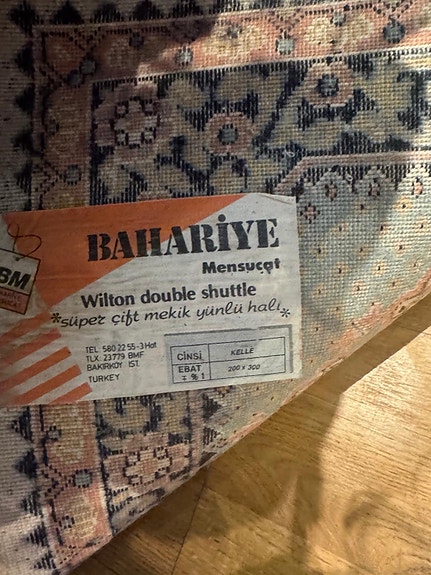 BAHARİYE
Mensucat
BM
Wilton double shuttle
*süper çift mekik yünlü halı*
TEL 580 22 55-3 Hat
TLX. 23779 BMF
BAKIRKÖY IST.
TURKEY
CİNSİ KELLE
EBAT 200 x 300
± % 1